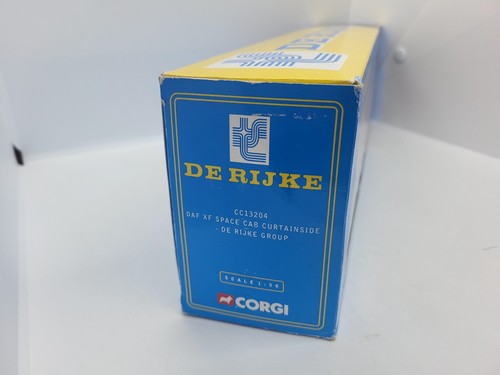 DE RIJKE
CC13204
DAF XF SPACE CAB CURTAINSIDE
- DE RIJKE GROUP
SCALE 1:50
CORGI